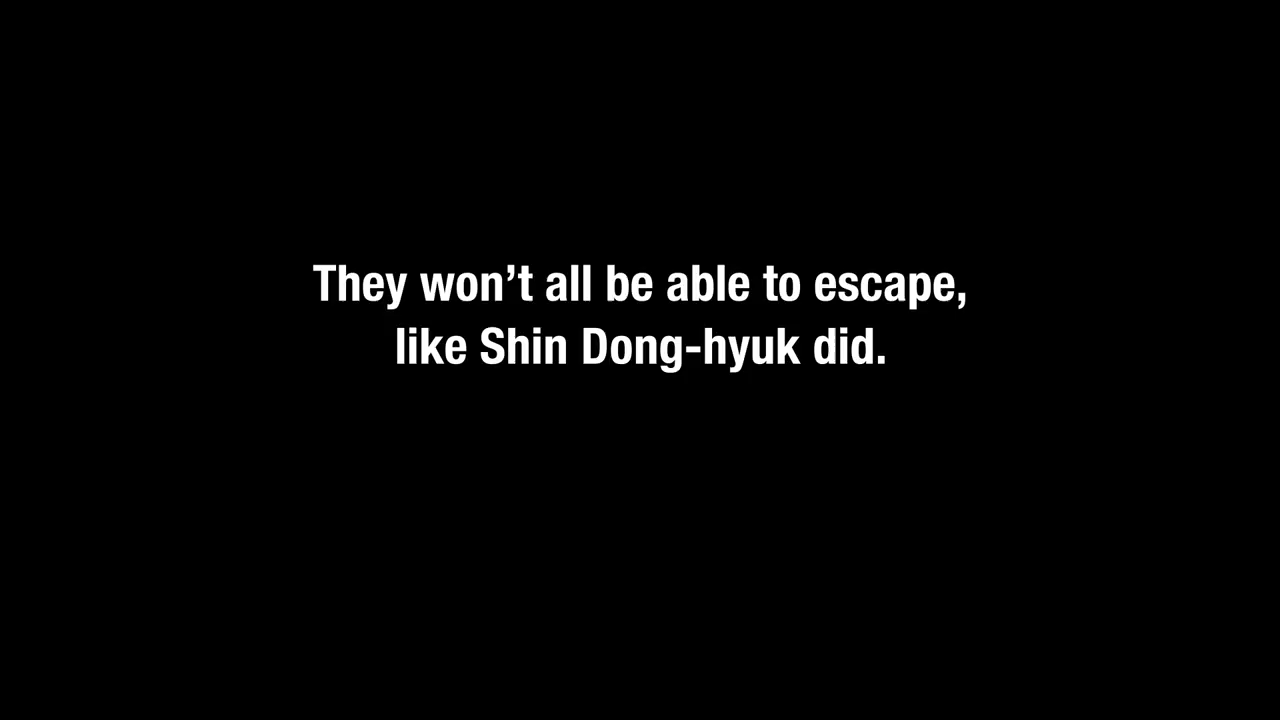 They won’t all be able to escape,
like Shin Dong-hyuk did.